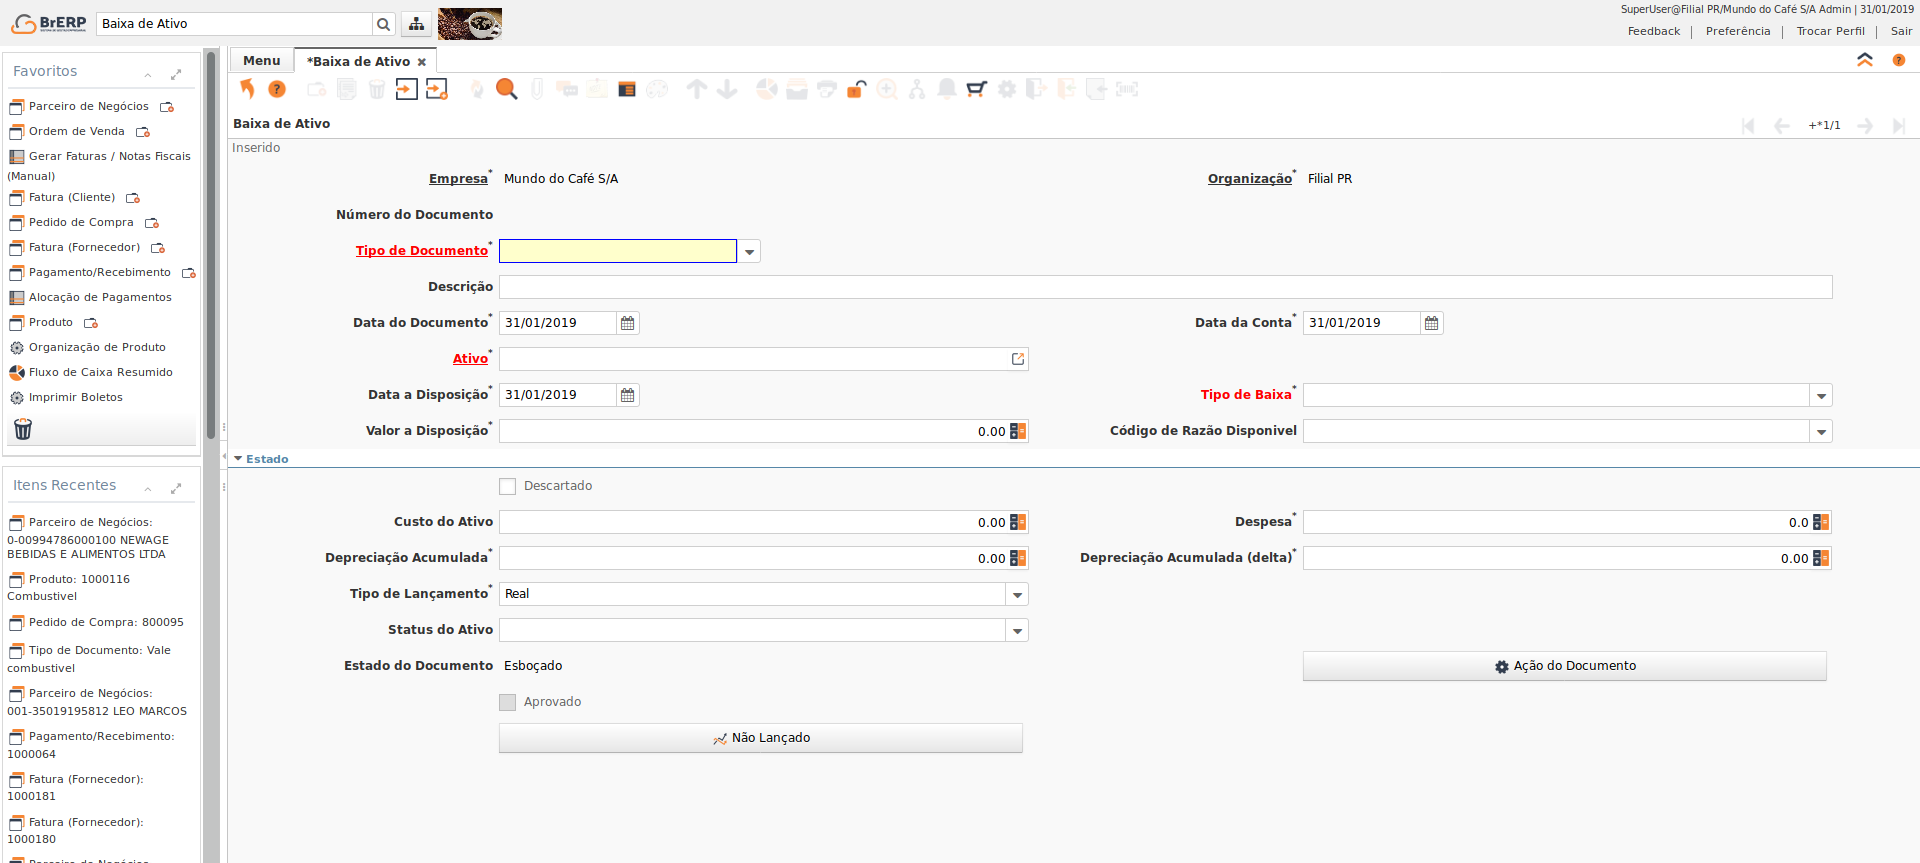 BrERP
Baixa de Ativo
SuperUser@Filial PR/Mundo do Café S/A Admin | 31/01/2019
Feedback | Preferência | Trocar Perfil | Sair
Favoritos
Parceiro de Negócios
Ordem de Venda
Gerar Faturas / Notas Fiscais
(Manual)
Fatura (Cliente)
Pedido de Compra
Fatura (Fornecedor)
Pagamento/Recebimento
Alocação de Pagamentos
Produto
Organização de Produto
Fluxo de Caixa Resumido
Imprimir Boletos
Itens Recentes
Parceiro de Negócios:
0-00994786000100 NEWAGE
BEBIDAS E ALIMENTOS LTDA
Produto: 1000116
Combustivel
Pedido de Compra: 800095
Tipo de Documento: Vale
combustivel
Parceiro de Negócios:
001-35019195812 LEO MARCOS
Pagamento/Recebimento:
1000064
Fatura (Fornecedor):
1000181
Fatura (Fornecedor):
1000180
Menu
*Baixa de Ativo
Baixa de Ativo
+*1/1
Inserido
Empresa* Mundo do Café S/A
Organização* Filial PR
Número do Documento
Tipo de Documento*
Descrição
Data do Documento* 31/01/2019
Data da Conta* 31/01/2019
Ativo*
Data a Disposição* 31/01/2019
Tipo de Baixa*
Valor a Disposição* 0.00
Código de Razão Disponivel
Estado
Descartado
Custo do Ativo 0.00
Despesa* 0.0
Depreciação Acumulada* 0.00
Depreciação Acumulada (delta)* 0.00
Tipo de Lançamento* Real
Status do Ativo
Estado do Documento Esboçado
Ação do Documento
Aprovado
Não Lançado